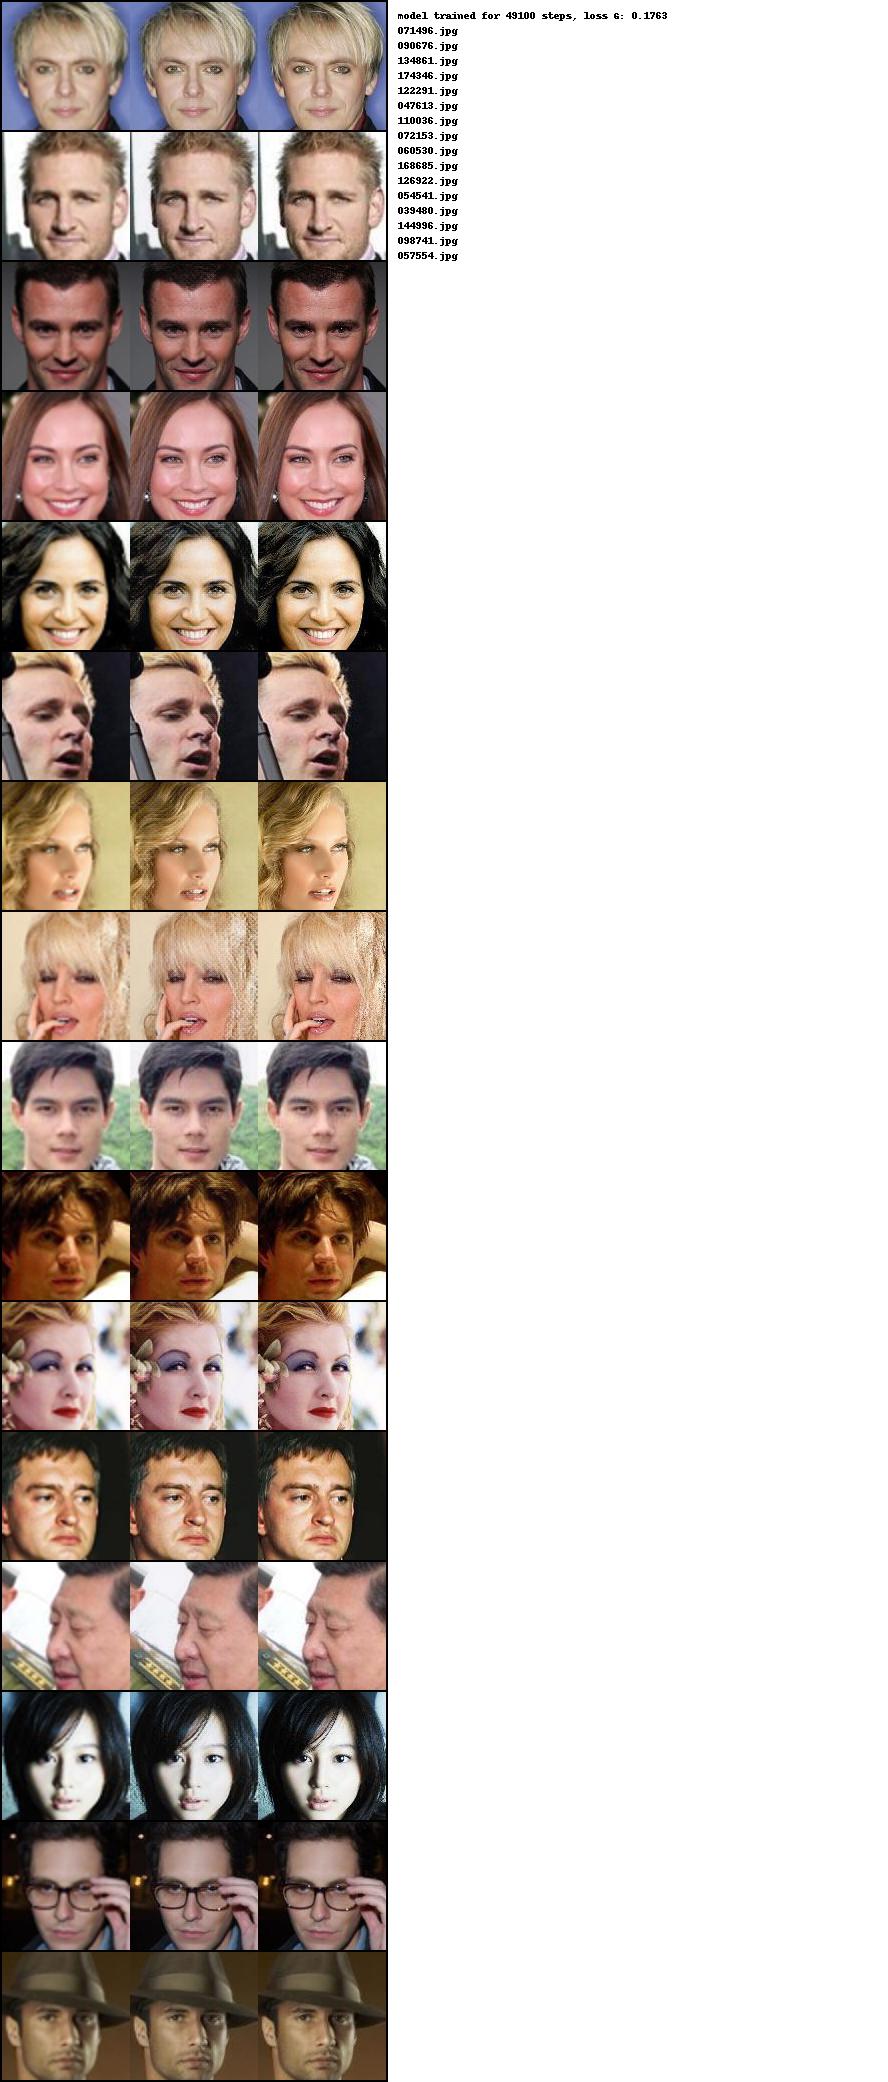 model trained for 49100 steps, loss G: 0.1763
071496.jpg
090676.jpg
134861.jpg
174346.jpg
122291.jpg
047613.jpg
110036.jpg
072153.jpg
060530.jpg
168685.jpg
126922.jpg
054541.jpg
039480.jpg
144996.jpg
098741.jpg
057554.jpg